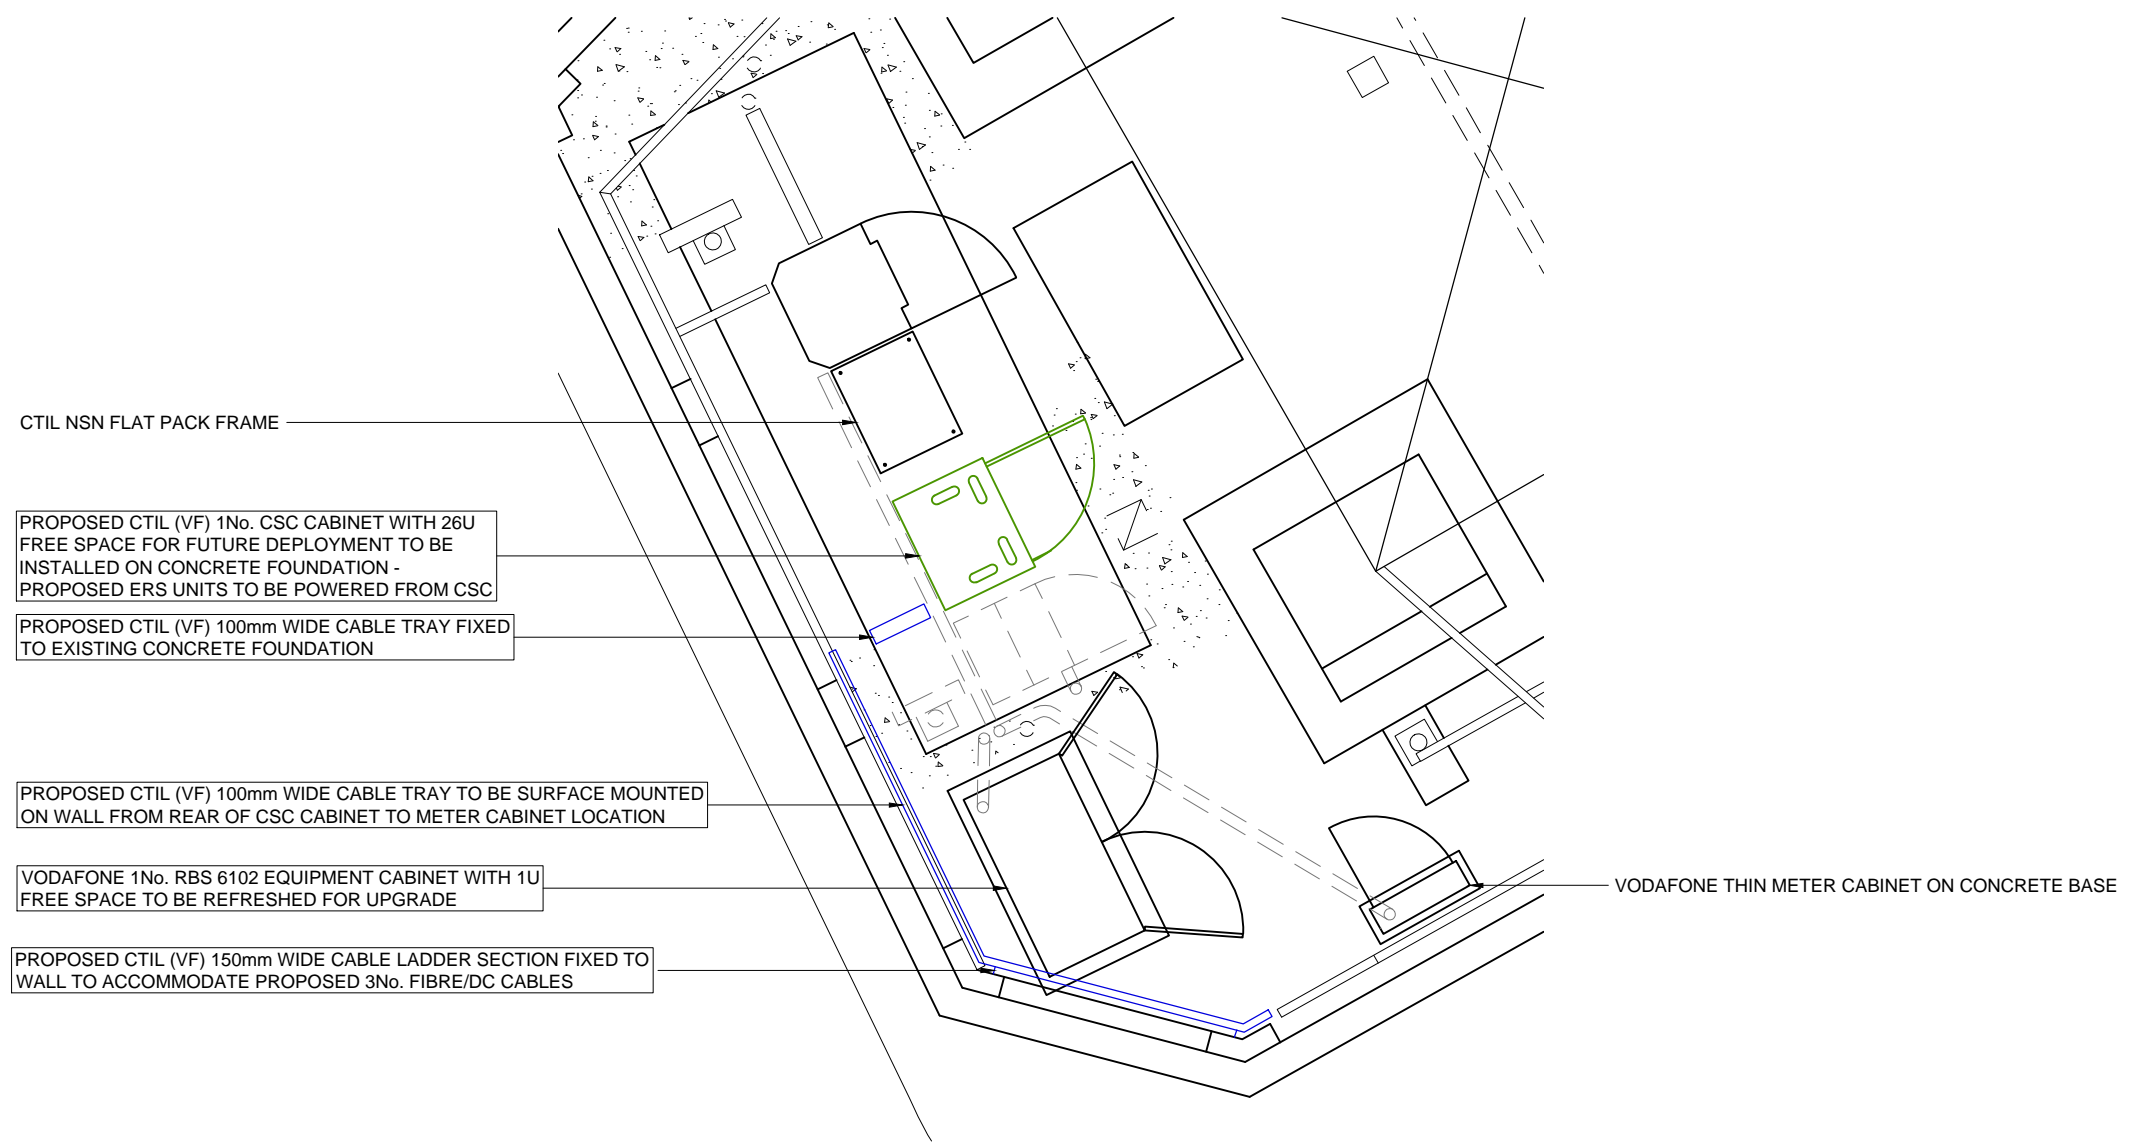 CTIL NSN FLAT PACK FRAME
PROPOSED CTIL (VF) 1No. CSC CABINET WITH 26U
FREE SPACE FOR FUTURE DEPLOYMENT TO BE
INSTALLED ON CONCRETE FOUNDATION -
PROPOSED ERS UNITS TO BE POWERED FROM CSC
PROPOSED CTIL (VF) 100mm WIDE CABLE TRAY FIXED
TO EXISTING CONCRETE FOUNDATION
PROPOSED CTIL (VF) 100mm WIDE CABLE TRAY TO BE SURFACE MOUNTED
ON WALL FROM REAR OF CSC CABINET TO METER CABINET LOCATION
VODAFONE 1No. RBS 6102 EQUIPMENT CABINET WITH 1U
FREE SPACE TO BE REFRESHED FOR UPGRADE
VODAFONE THIN METER CABINET ON CONCRETE BASE
PROPOSED CTIL (VF) 150mm WIDE CABLE LADDER SECTION FIXED TO
WALL TO ACCOMMODATE PROPOSED 3No. FIBRE/DC CABLES